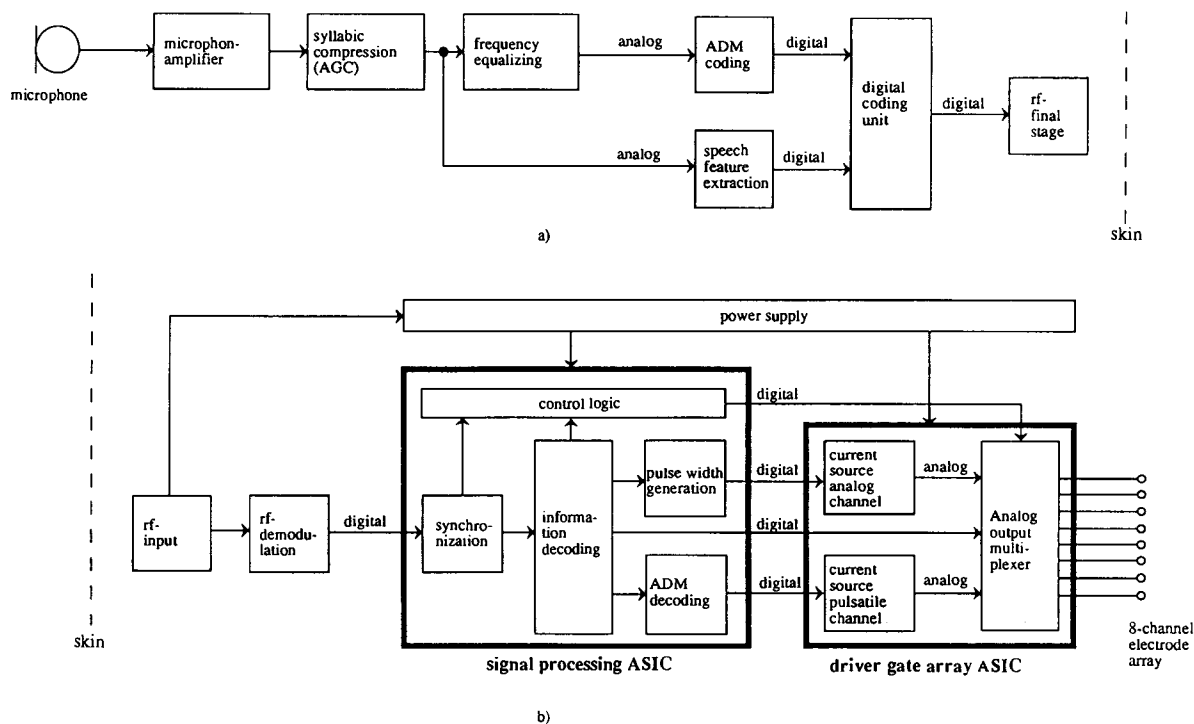 microphone
microphon-
amplifier
syllabic
compression
(AGC)
frequency
equalizing
analog
ADM
coding
digital
digital
coding
unit
digital
rf-
final
stage
analog
speech
feature
extraction
digital
skin
a)
power supply
control logic
digital
rf-
input
rf-
demodu-
lation
digital
synchro-
nization
informa-
tion
decoding
pulse width
generation
digital
current
source
analog
channel
analog
digital
ADM
decoding
digital
current
source
pulsatile
channel
analog
Analog
output
multi-
plexer
8-channel
electrode
array
skin
signal processing ASIC
driver gate array ASIC
b)